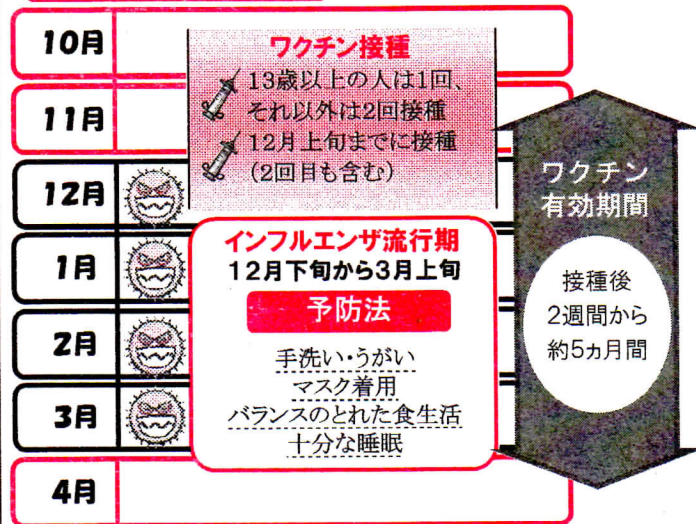 10月
11月
12月
1月
2月
3月
4月
ワクチン接種
13歳以上の人は1回、
それ以外は2回接種
12月上旬までに接種
(2回目も含む)
インフルエンザ流行期
12月下旬から3月上旬
予防法
手洗い・うがい
マスク着用
バランスのとれた食生活
十分な睡眠
ワクチン
有効期間
接種後
2週間から
約5ヵ月間